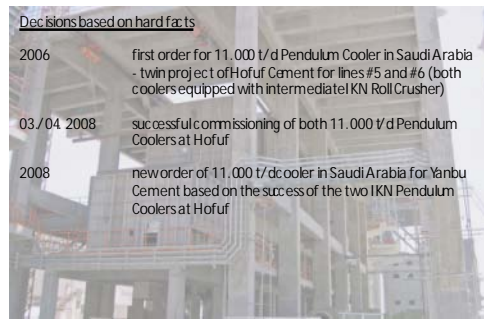 Decisions based on hard facts
2006 first order for 11.000 t/d Pendulum Cooler in Saudi Arabia
- twin project of Hofuf Cement for lines #5 and #6 (both
coolers equipped with intermediate IKN Roll Crusher)
03./04. 2008 successful commissioning of both 11.000 t/d Pendulum
Coolers at Hofuf
2008 new order of 11.000 t/d cooler in Saudi Arabia for Yanbu
Cement based on the success of the two IKN Pendulum
Coolers at Hofuf